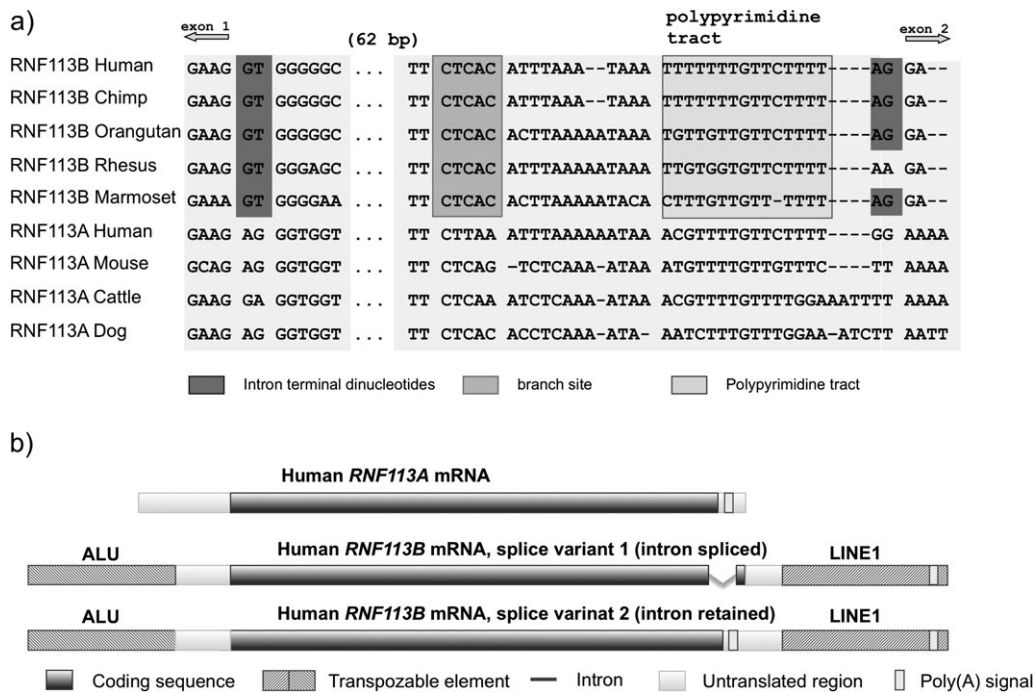 a)
exon 1 (62 bp) polypyrimidine tract exon 2
RNF113B Human GAAG GT GGGGGC ... TT CTCAC ATTTAAA--TAAA TTTTTTTGTTCTTTT----AG GA--
RNF113B Chimp GAAG GT GGGGGC ... TT CTCAC ATTTAAA--TAAA TTTTTTTGTTCTTTT----AG GA--
RNF113B Orangutan GAAG GT GGGGGC ... TT CTCAC ACTTAAAAATAAA TGTTGTTGTTCTTTT----AG GA--
RNF113B Rhesus GAAG GT GGGAGC ... TT CTCAC ATTTAAAAATAAA TTGTGGTTGTTCTTTT----AA GA--
RNF113B Marmoset GAAA GT GGGGAA ... TT CTCAC ACTTAAAATACA CTTTGTTGTT-TTTT----AG GA--
RNF113A Human GAAG AG GGTGGT ... TT CTTAA ATTTAAAAAATAA ACGTTTTGTTCTTTT----GG AAAA
RNF113A Mouse GCAG AG GGTGGT ... TT CTCAG -TCTCAAA-ATAA ATGTTTTGTTGTTTC----TT AAAA
RNF113A Cattle GAAG GA GGTGGT ... TT CTCAA ATCTCAAA-ATAA ACGTTTTGTTTTGGAAATTTT AAAA
RNF113A Dog GAAG AG GGTGGT ... TT CTCAC ACCTCAAA-ATA- AATCTTTGTTTGGAA-ATCTT AATT
Intron terminal dinucleotides branch site Polypyrimidine tract
b)
Human RNF113A mRNA
ALU Human RNF113B mRNA, splice variant 1 (intron spliced) LINE1
ALU Human RNF113B mRNA, splice varinat 2 (intron retained) LINE1
Coding sequence Transpozable element Intron Untranslated region Poly(A) signal